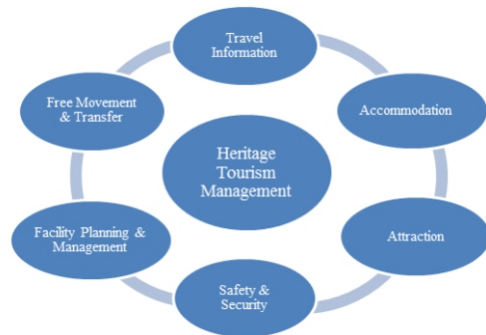 Travel
Information
Accommodation
Attraction
Safety &
Security
Facility Planning &
Management
Free Movement
& Transfer
Heritage
Tourism
Management